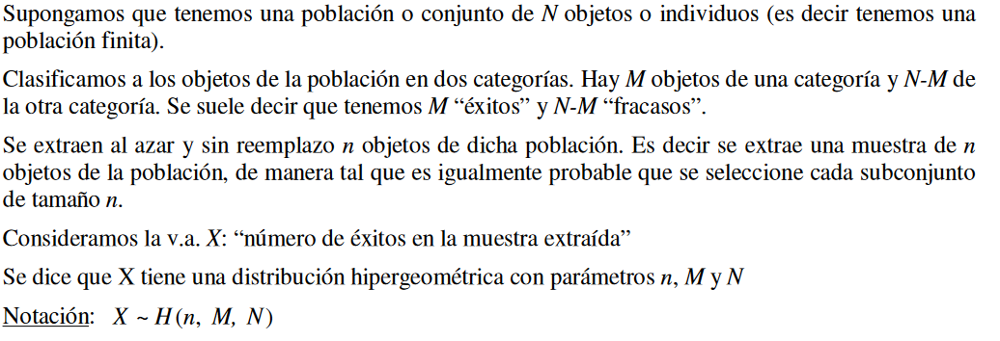 Supongamos que tenemos una población o conjunto de N objetos o individuos (es decir tenemos una
población finita).
Clasificamos a los objetos de la población en dos categorías. Hay M objetos de una categoría y N-M de
la otra categoría. Se suele decir que tenemos M “éxitos” y N-M “fracasos”.
Se extraen al azar y sin reemplazo n objetos de dicha población. Es decir se extrae una muestra de n
objetos de la población, de manera tal que es igualmente probable que se seleccione cada subconjunto
de tamaño n.
Consideramos la v.a. X: “número de éxitos en la muestra extraída”
Se dice que X tiene una distribución hipergeométrica con parámetros n, M y N
Notación: X ~ H(n, M, N)